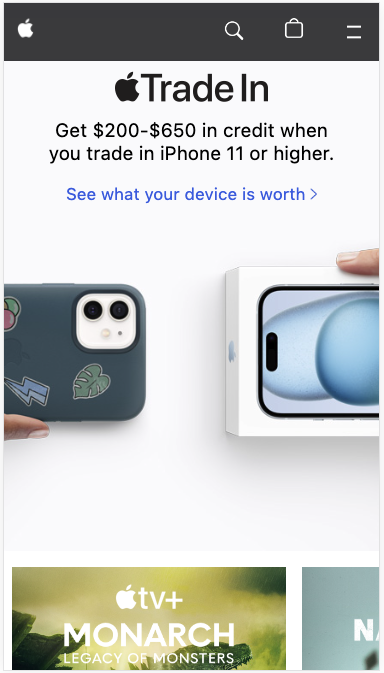 Trade In
Get $200-$650 in credit when
you trade in iPhone 11 or higher.
See what your device is worth >
tv+
MONARCH
LEGACY OF MONSTERS